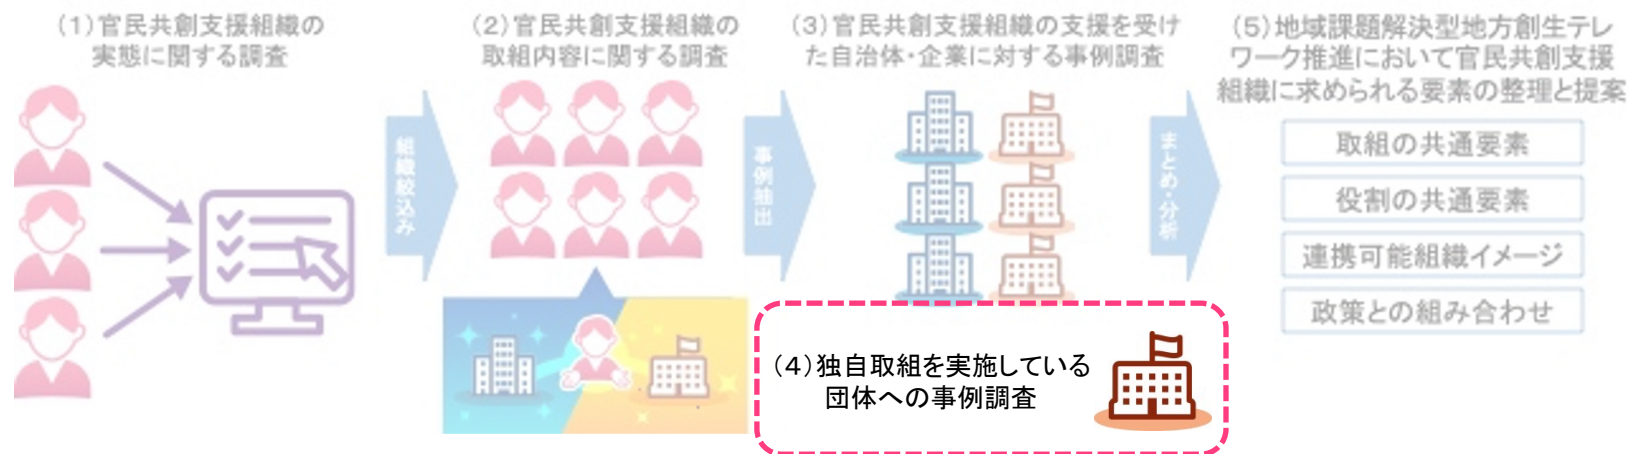 (1)官民共創支援組織の
実態に関する調査
組織絞込み
(2)官民共創支援組織の
取組内容に関する調査
事例抽出
(3)官民共創支援組織の支援を受け
た自治体・企業に対する事例調査
まとめ・分析
(4)独自取組を実施している
団体への事例調査
(5)地域課題解決型地方創生テレ
ワーク推進において官民共創支援
組織に求められる要素の整理と提案
取組の共通要素
役割の共通要素
連携可能組織イメージ
政策との組み合わせ